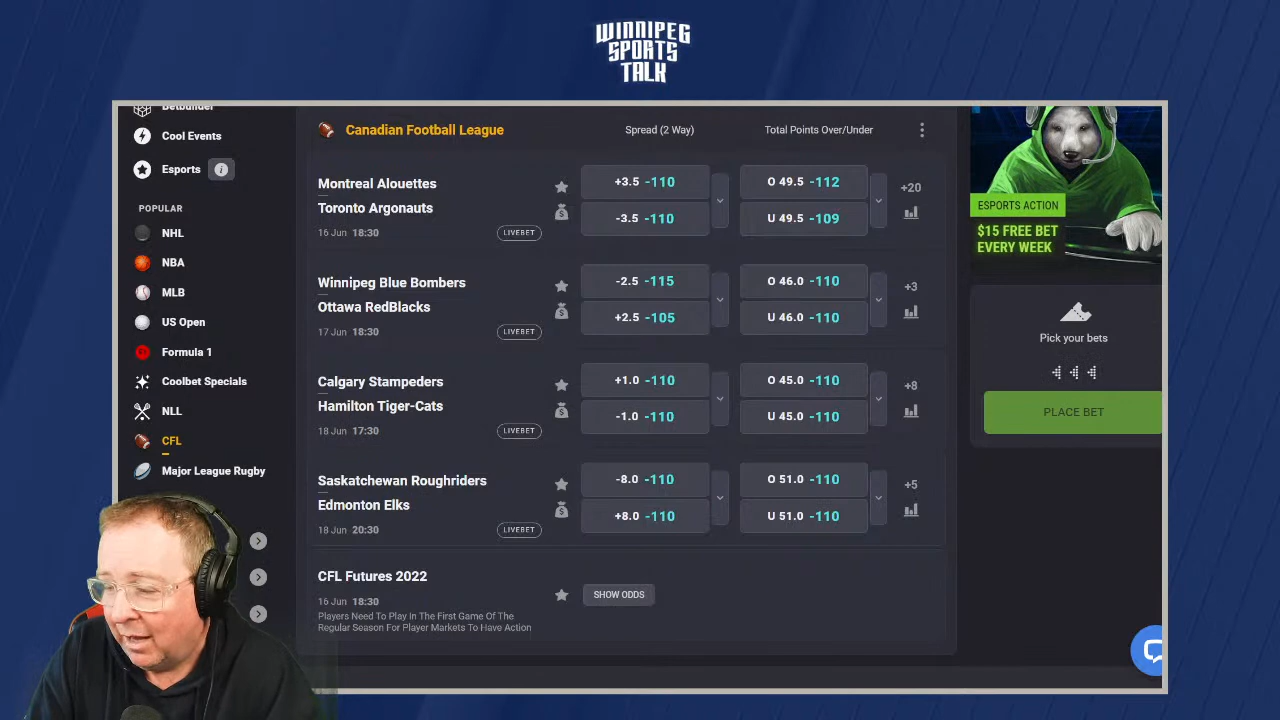 WINNIPEG
SPORTS
TALK
Betbuilder
Cool Events
Esports
POPULAR
NHL
NBA
MLB
US Open
Formula 1
Coolbet Specials
NLL
CFL
Major League Rugby
Canadian Football League Spread (2 Way) Total Points Over/Under
Montreal Alouettes +3.5 -110 O 49.5 -112 +20
Toronto Argonauts -3.5 -110 U 49.5 -109
16 Jun 18:30 LIVEBET
Winnipeg Blue Bombers -2.5 -115 O 46.0 -110 +3
Ottawa RedBlacks +2.5 -105 U 46.0 -110
17 Jun 18:30 LIVEBET
Calgary Stampeders +1.0 -110 O 45.0 -110 +8
Hamilton Tiger-Cats -1.0 -110 U 45.0 -110
18 Jun 17:30 LIVEBET
Saskatchewan Roughriders -8.0 -110 O 51.0 -110 +5
Edmonton Elks +8.0 -110 U 51.0 -110
18 Jun 20:30 LIVEBET
CFL Futures 2022
16 Jun 18:30 SHOW ODDS
Players Need To Play In The First Game Of The
Regular Season For Player Markets To Have Action
ESPORTS ACTION
$15 FREE BET
EVERY WEEK
Pick your bets
PLACE BET